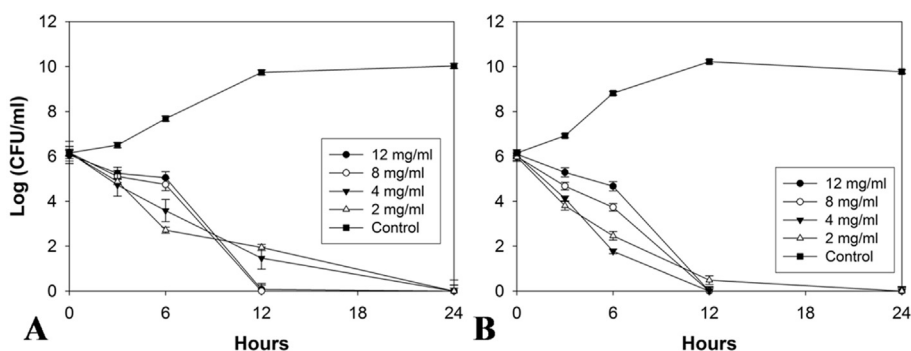 12
10
8
6
4
2
0
Log (CFU/ml)
0 6 12 18 24
Hours
12 mg/ml
8 mg/ml
4 mg/ml
2 mg/ml
Control
A
12
10
8
6
4
2
0
0 6 12 18 24
Hours
12 mg/ml
8 mg/ml
4 mg/ml
2 mg/ml
Control
B